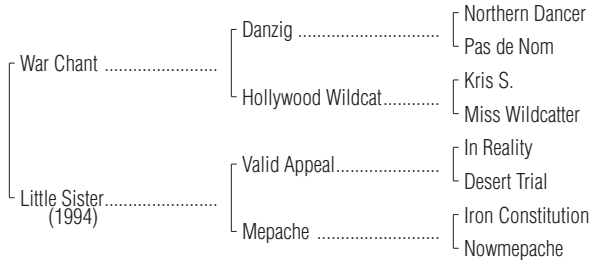 Northern Dancer
Danzig ................................
Pas de Nom
War Chant .........................
Kris S.
Hollywood Wildcat.............
Miss Wildcatter
In Reality
Valid Appeal........................
Desert Trial
Little Sister.........................
(1994)
Iron Constitution
Mepache ............................
Nowmepache